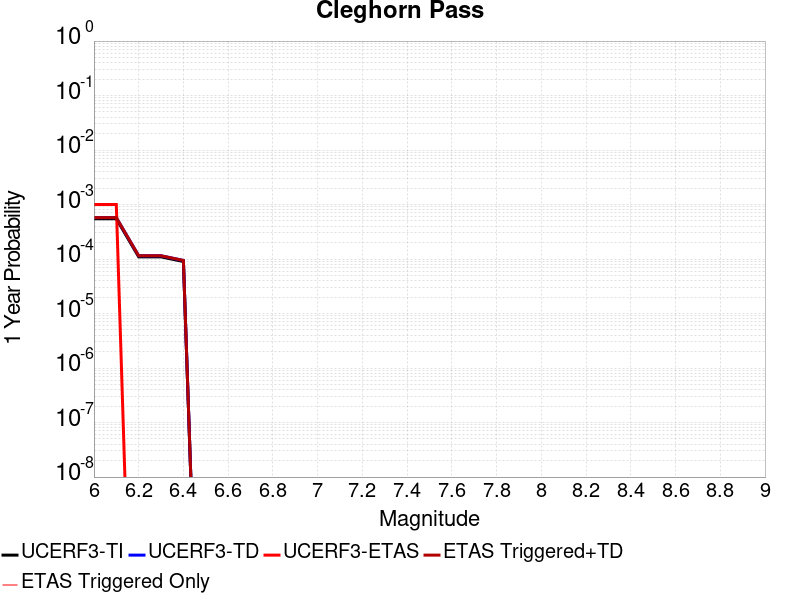 Cleghorn Pass
10^0
10^-1
10^-2
10^-3
10^-4
10^-5
10^-6
10^-7
10^-8
1 Year Probability
6 6.2 6.4 6.6 6.8 7 7.2 7.4 7.6 7.8 8 8.2 8.4 8.6 8.8 9
Magnitude
UCERF3-TI UCERF3-TD UCERF3-ETAS ETAS Triggered+TD
ETAS Triggered Only